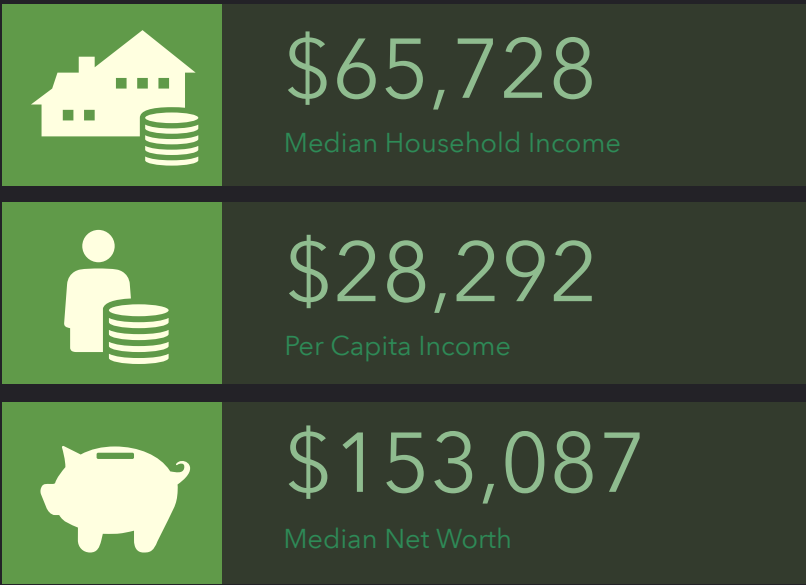 $65,728
Median Household Income
$28,292
Per Capita Income
$153,087
Median Net Worth